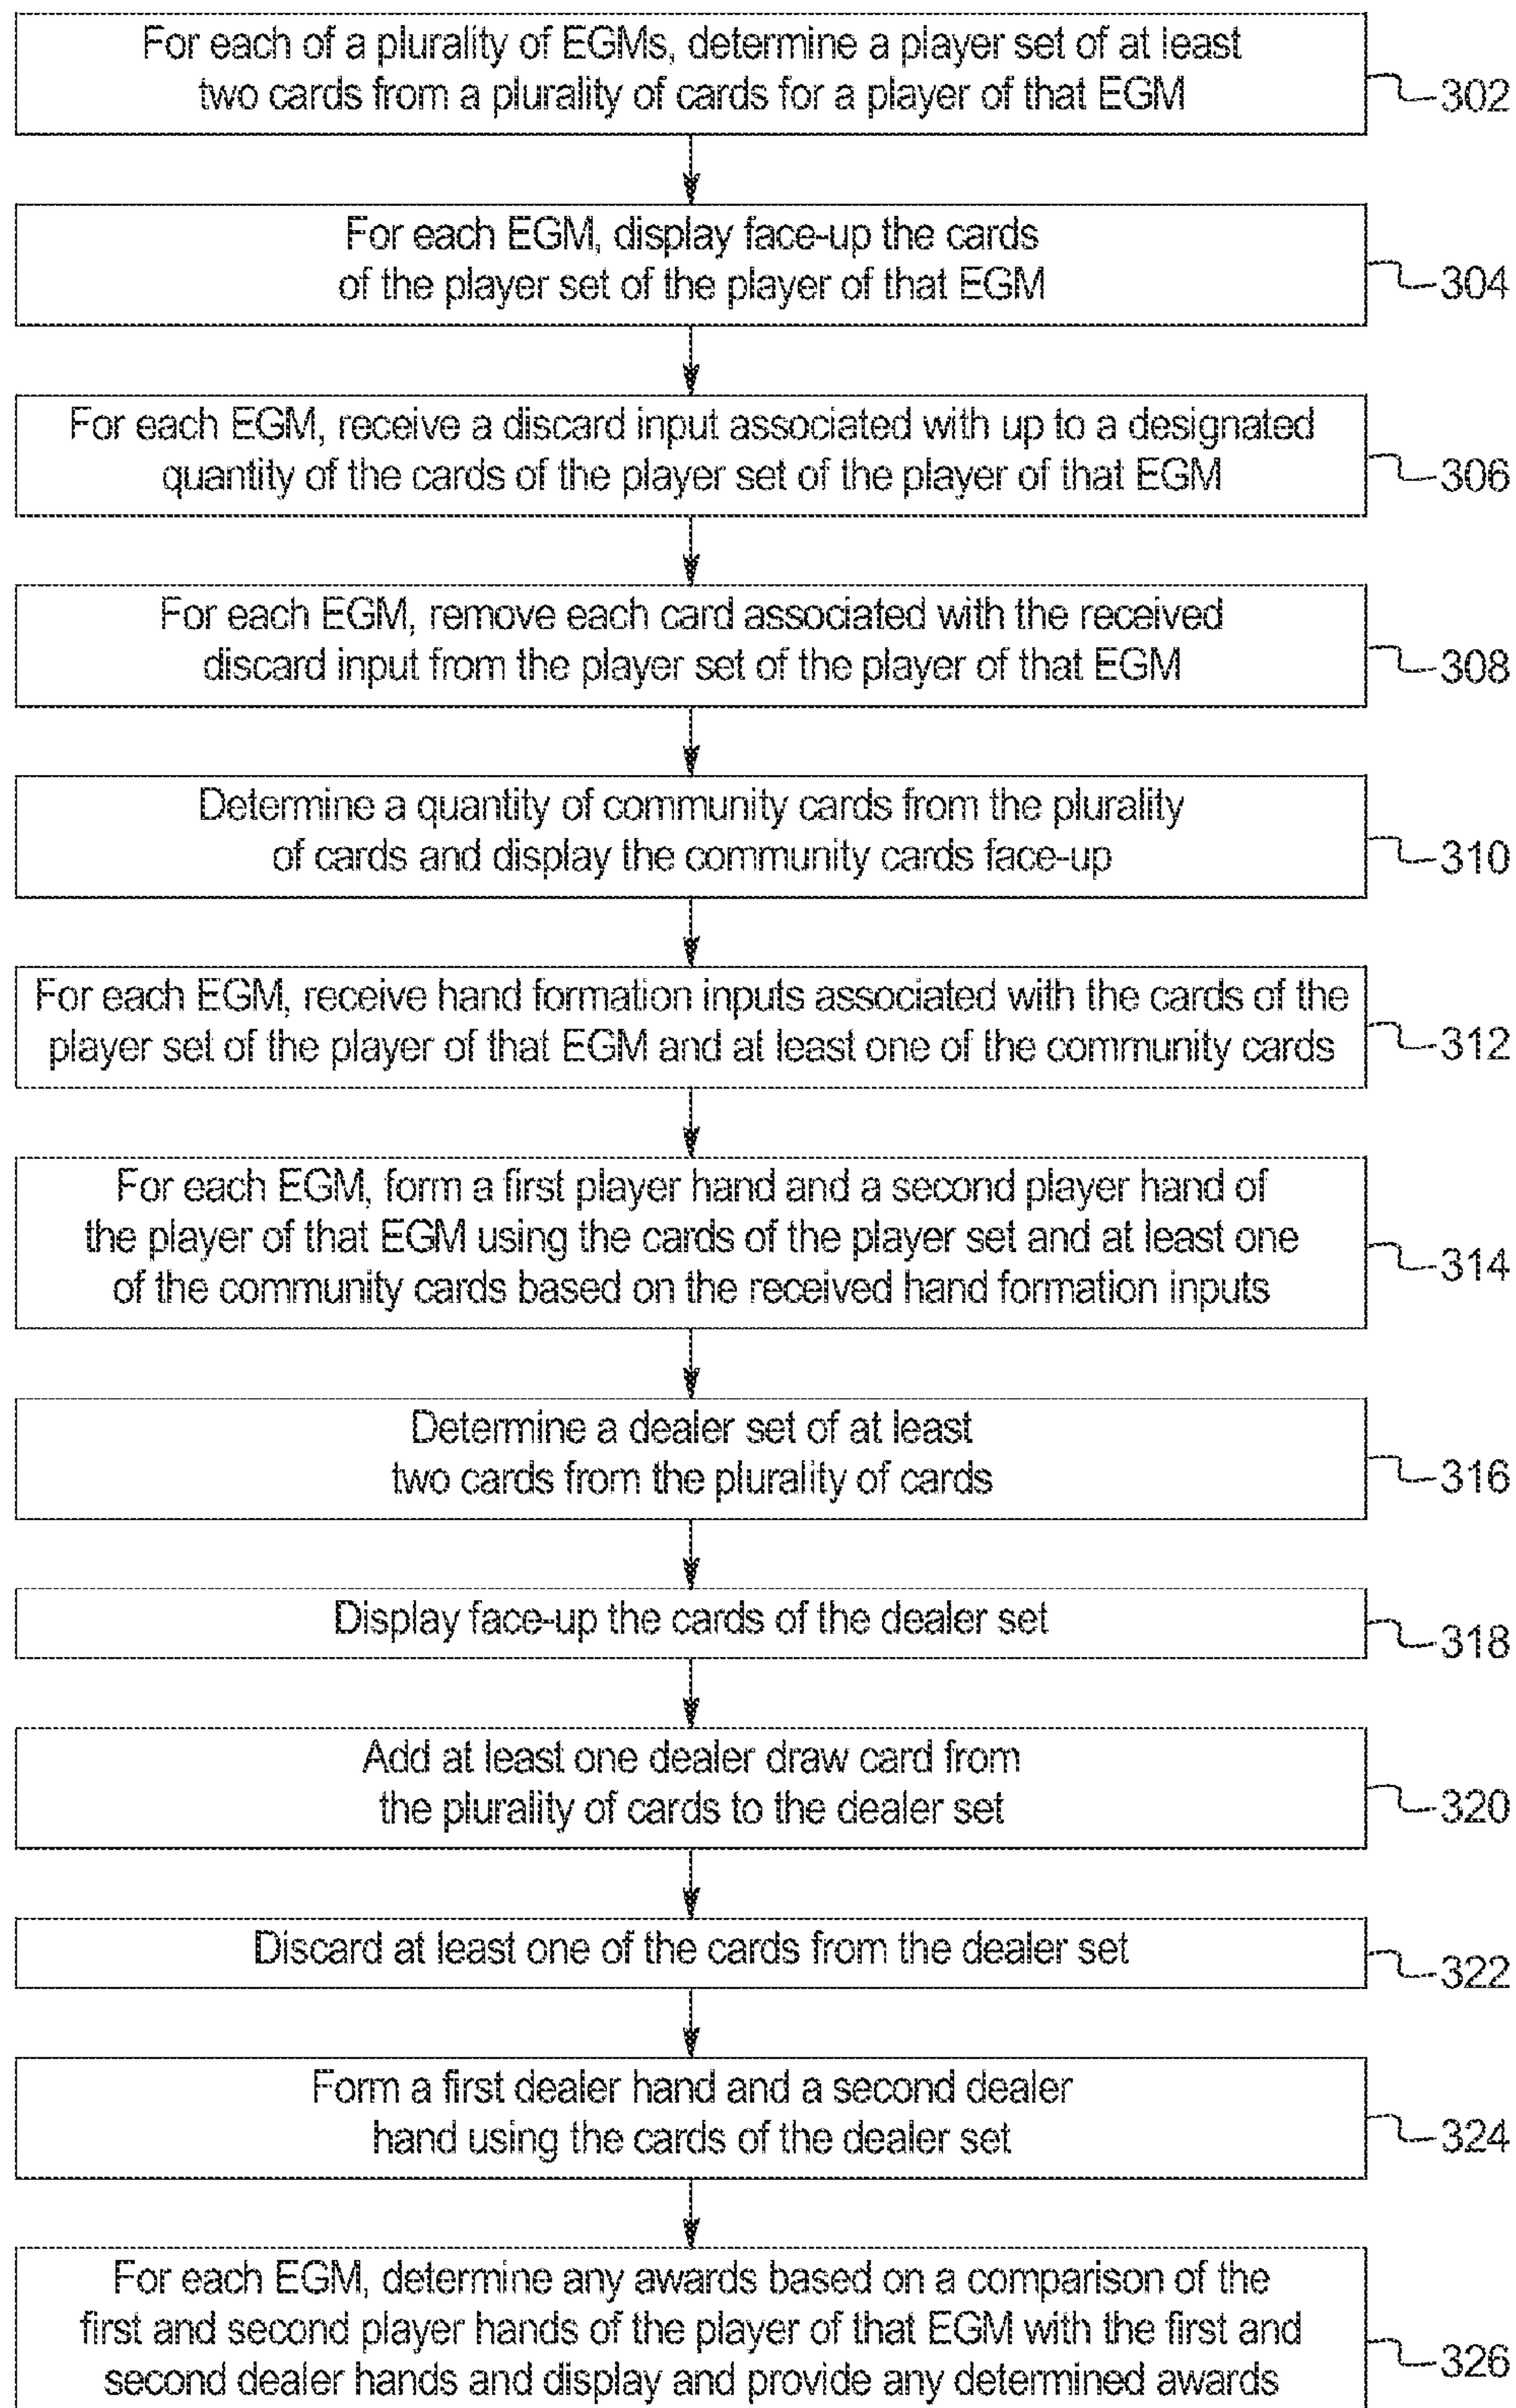 For each of a plurality of EGMs, determine a player set of at least
two cards from a plurality of cards for a player of that EGM
302
For each EGM, display face-up the cards
of the player set of the player of that EGM
304
For each EGM, receive a discard input associated with up to a designated
quantity of the cards of the player set of the player of that EGM
306
For each EGM, remove each card associated with the received
discard input from the player set of the player of that EGM
308
Determine a quantity of community cards from the plurality
of cards and display the community cards face-up
310
For each EGM, receive hand formation inputs associated with the cards of the
player set of the player of that EGM and at least one of the community cards
312
For each EGM, form a first player hand and a second player hand of
the player of that EGM using the cards of the player set and at least one
of the community cards based on the received hand formation inputs
314
Determine a dealer set of at least
two cards from the plurality of cards
316
Display face-up the cards of the dealer set
318
Add at least one dealer draw card from
the plurality of cards to the dealer set
320
Discard at least one of the cards from the dealer set
322
Form a first dealer hand and a second dealer
hand using the cards of the dealer set
324
For each EGM, determine any awards based on a comparison of the
first and second player hands of the player of that EGM with the first and
second dealer hands and display and provide any determined awards
326